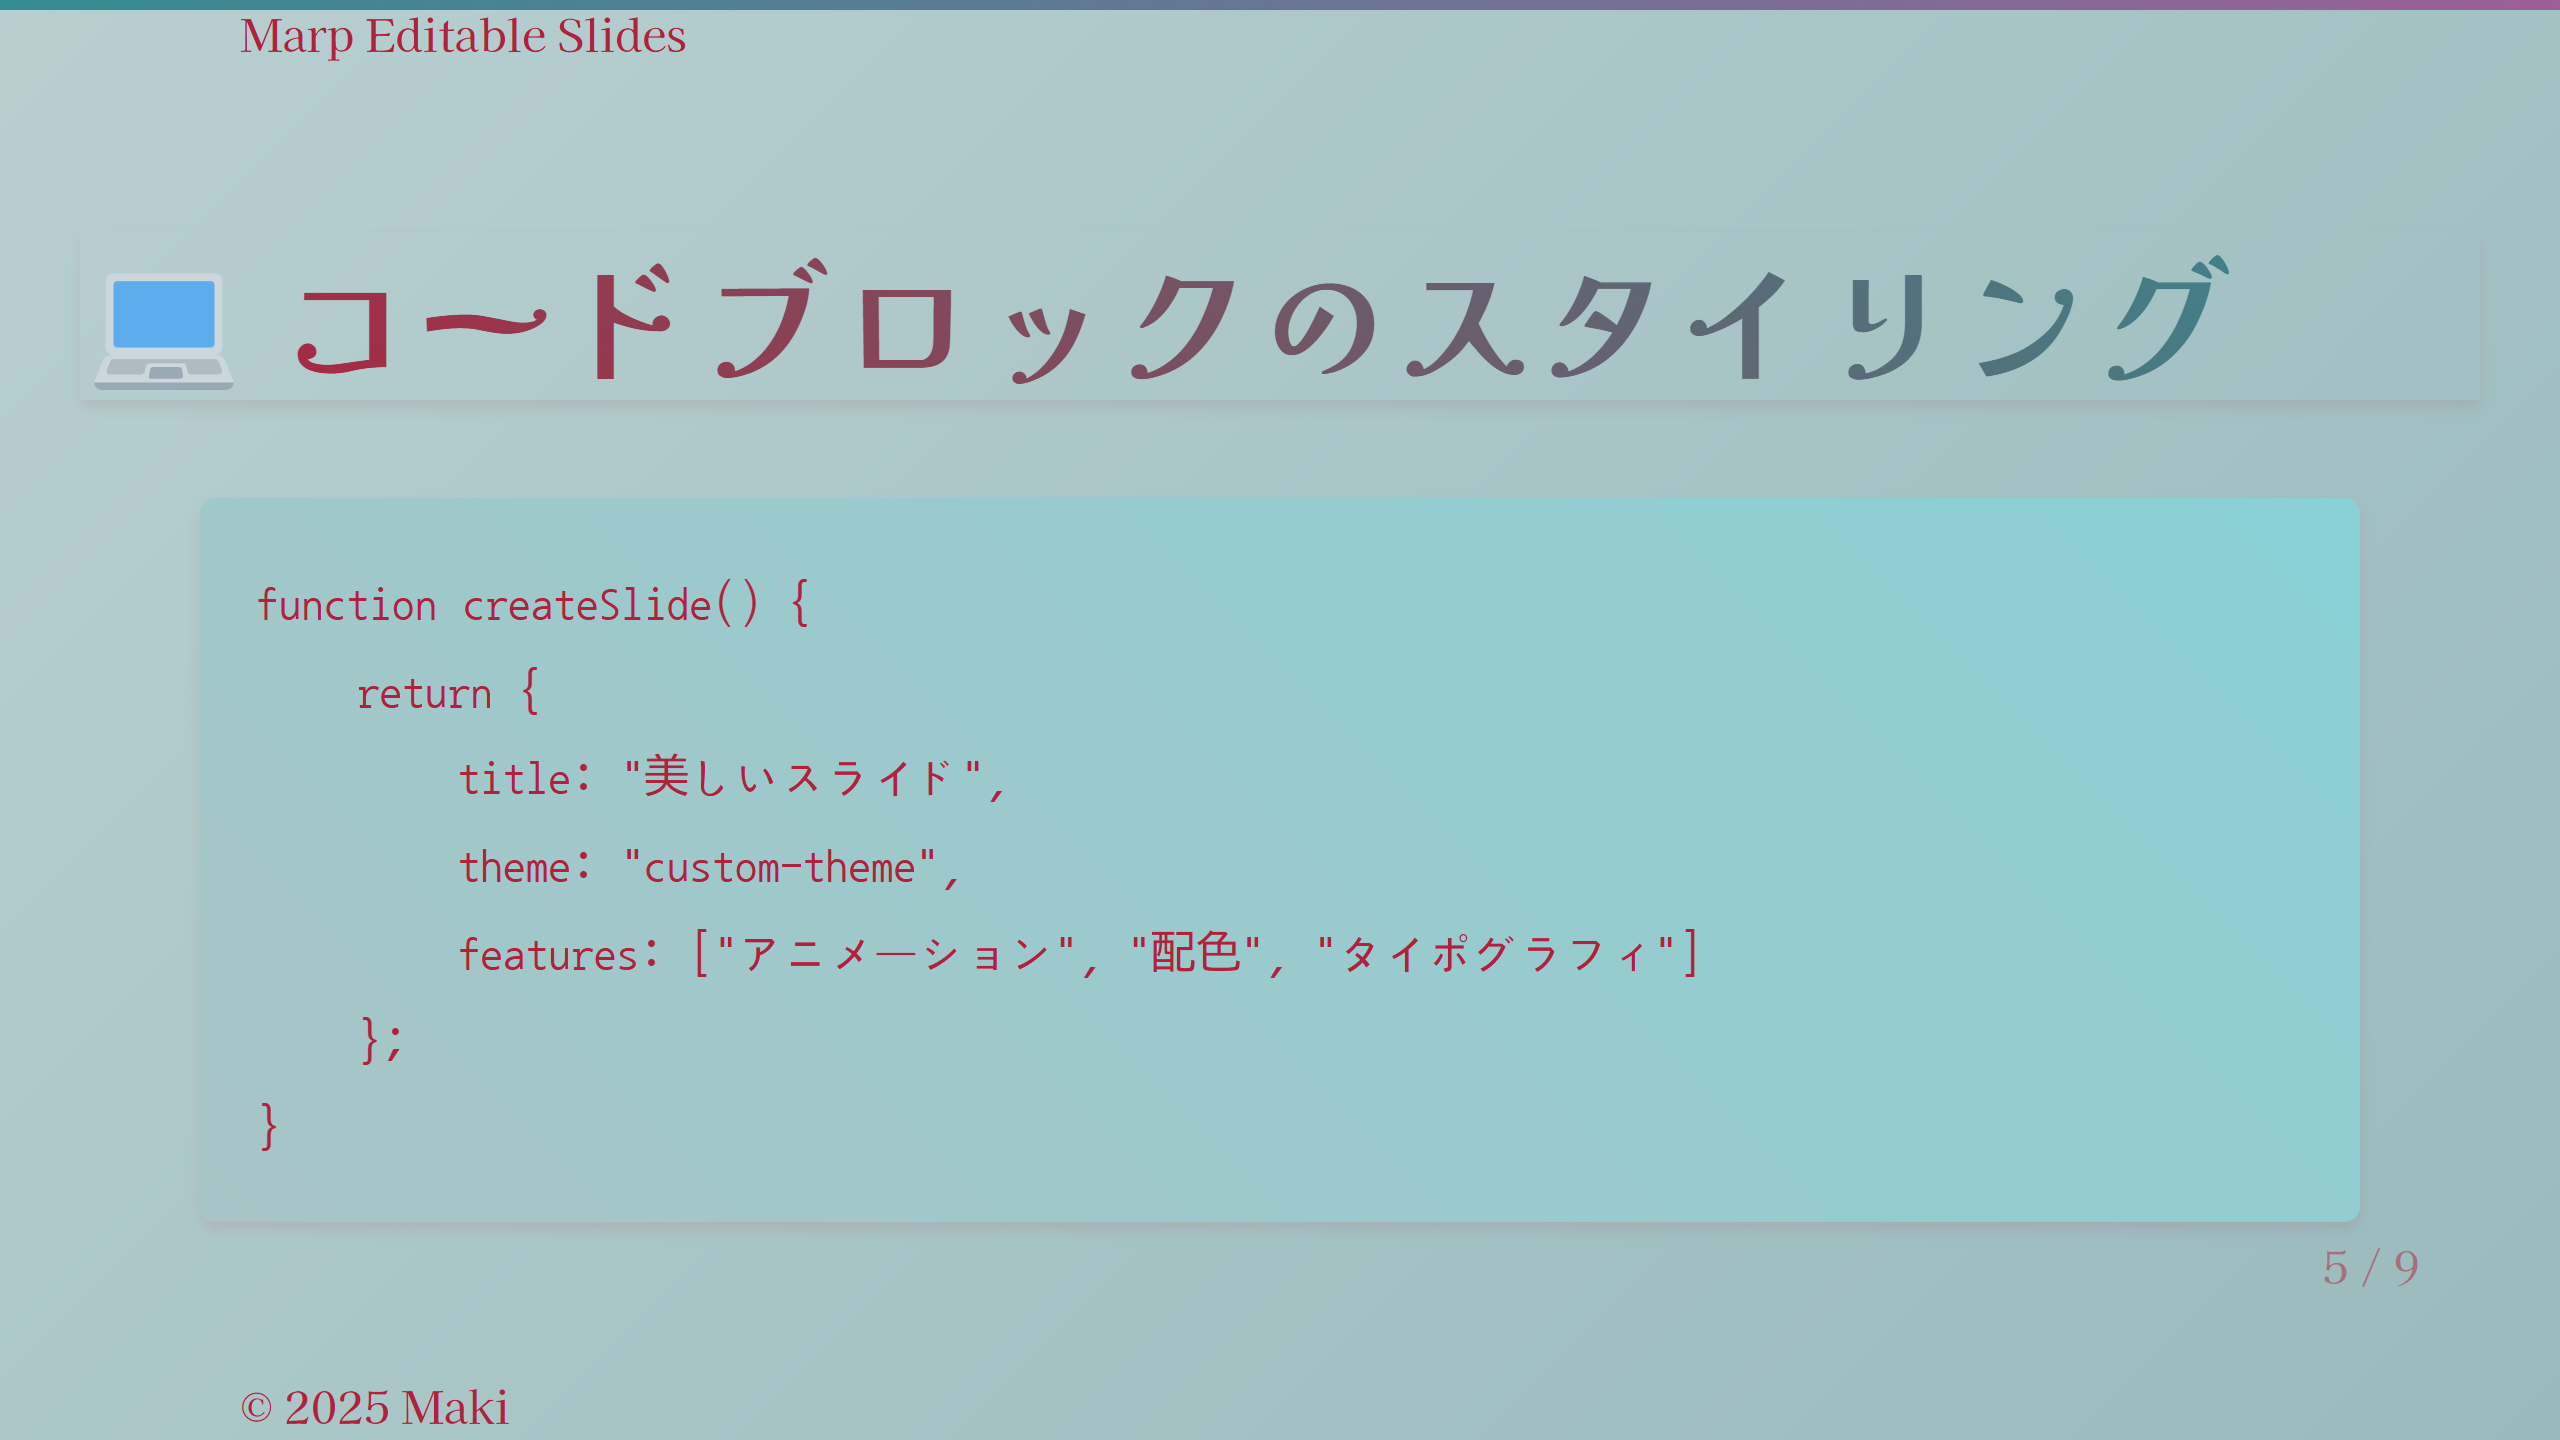 Marp Editable Slides
💻 コードブロックのスタイリング
function createSlide() {
    return {
        title: "美しいスライド",
        theme: "custom-theme",
        features: ["アニメーション", "配色", "タイポグラフィ"]
    };
}
5 / 9
© 2025 Maki